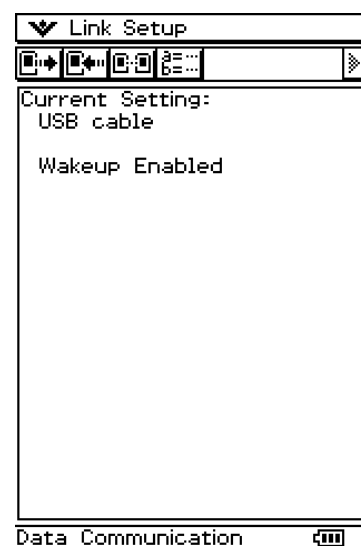 Link Setup
Current Setting:
USB cable
Wakeup Enabled
Data Communication